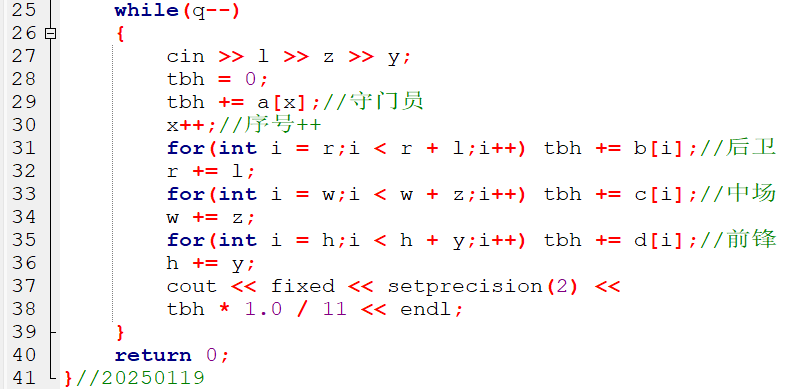 25 while(q--)
26 {
27 cin >> l >> z >> y;
28 tbh = 0;
29 tbh += a[x];//守门员
30 x++;//序号++
31 for(int i = r;i < r + l;i++) tbh += b[i];//后卫
32 r += l;
33 for(int i = w;i < w + z;i++) tbh += c[i];//中场
34 w += z;
35 for(int i = h;i < h + y;i++) tbh += d[i];//前锋
36 h += y;
37 cout << fixed << setprecision(2) <<
38 tbh * 1.0 / 11 << endl;
39 }
40 return 0;
41 }//20250119